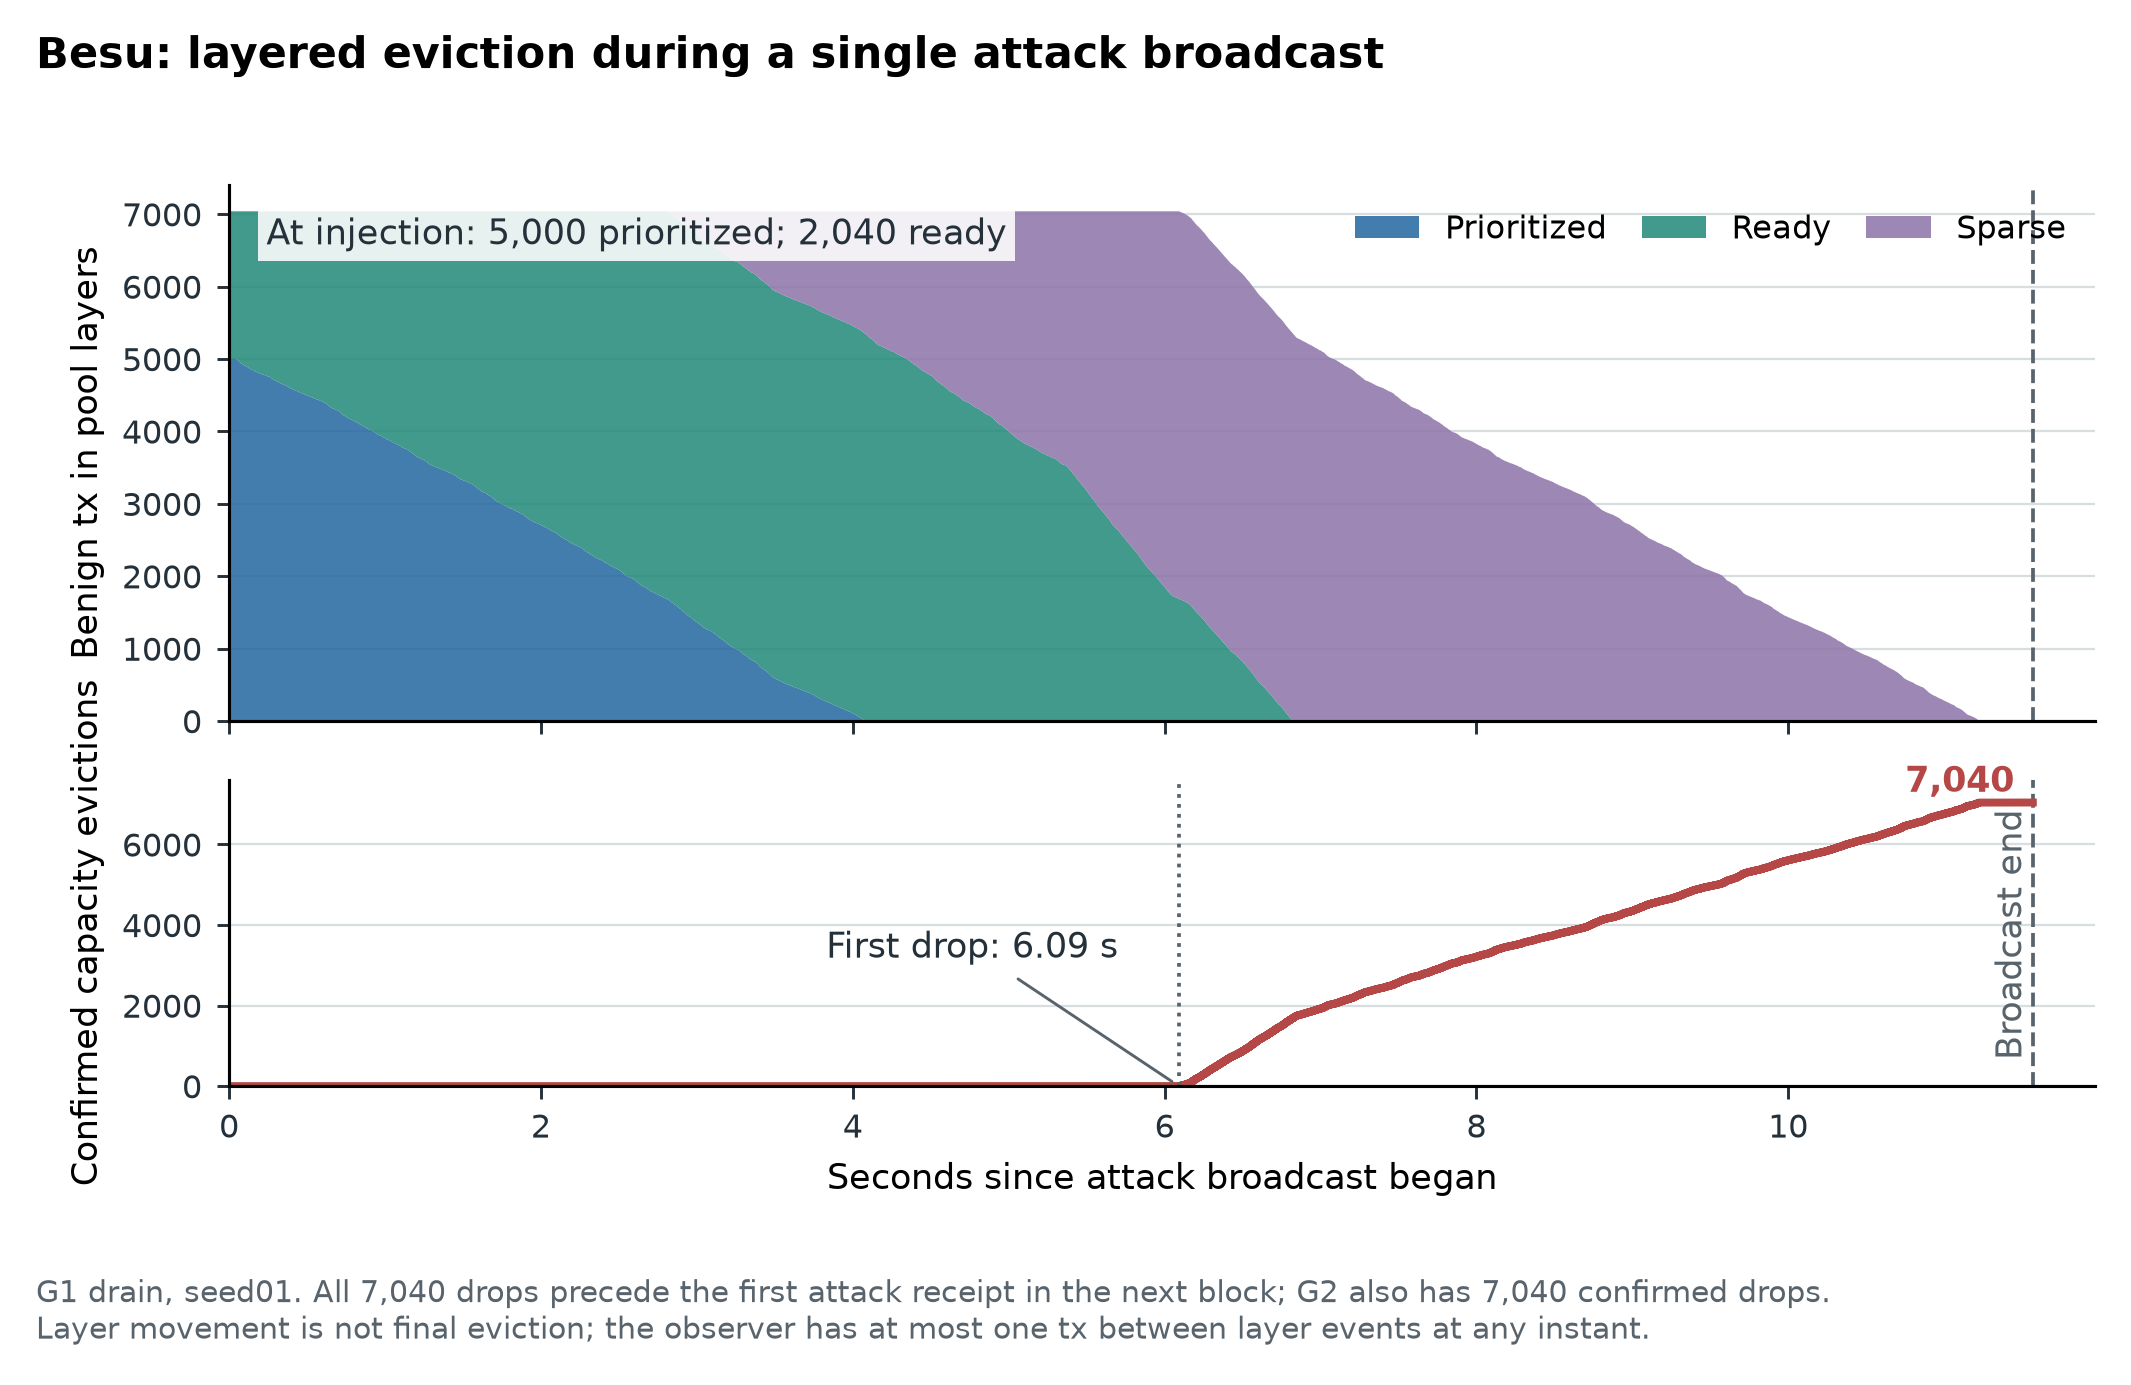 Besu: layered eviction during a single attack broadcast
At injection: 5,000 prioritized; 2,040 ready
Prioritized
Ready
Sparse
Benign tx in pool layers
7000
6000
5000
4000
3000
2000
1000
0
Confirmed capacity evictions
6000
4000
2000
0
7,040
First drop: 6.09 s
Broadcast end
0
2
4
6
8
10
Seconds since attack broadcast began
G1 drain, seed01. All 7,040 drops precede the first attack receipt in the next block; G2 also has 7,040 confirmed drops.
Layer movement is not final eviction; the observer has at most one tx between layer events at any instant.